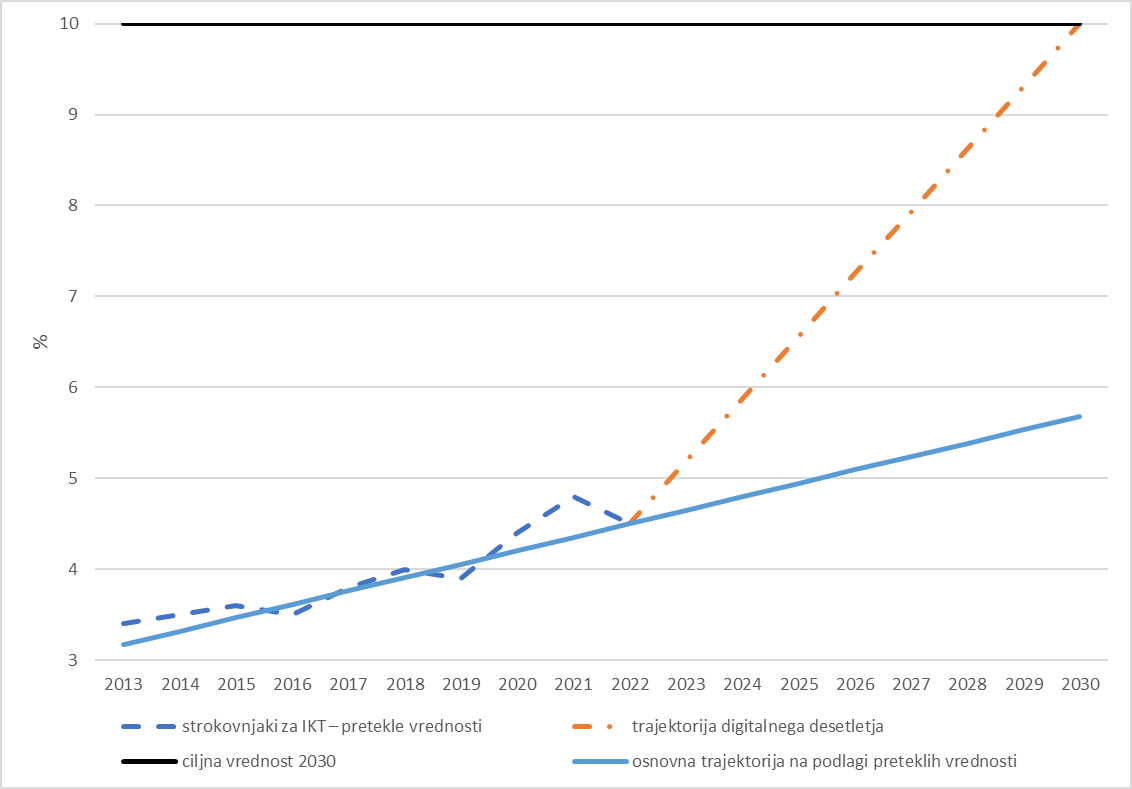 10
9
8
7
6
5
4
3
%
2013 2014 2015 2016 2017 2018 2019 2020 2021 2022 2023 2024 2025 2026 2027 2028 2029 2030
strokovnjaki za IKT – pretekle vrednosti
trajektorija digitalnega desetletja
ciljna vrednost 2030
osnovna trajektorija na podlagi preteklih vrednosti